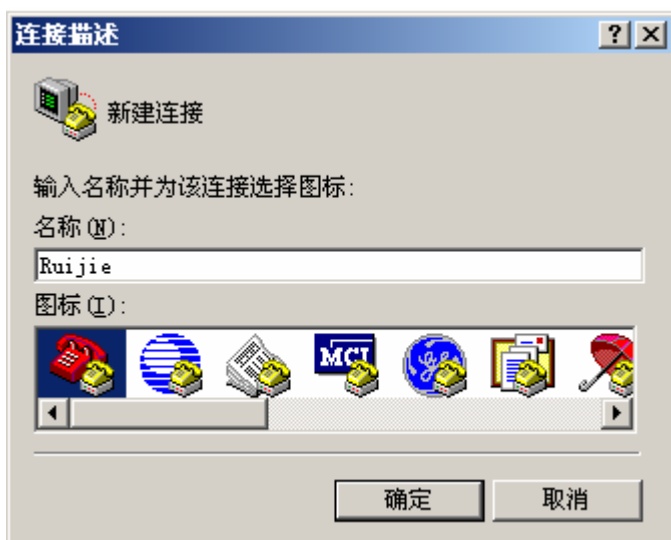 连接描述
新建连接
输入名称并为该连接选择图标:
名称(N):
Ruijie
图标(I):
MCI
确定
取消